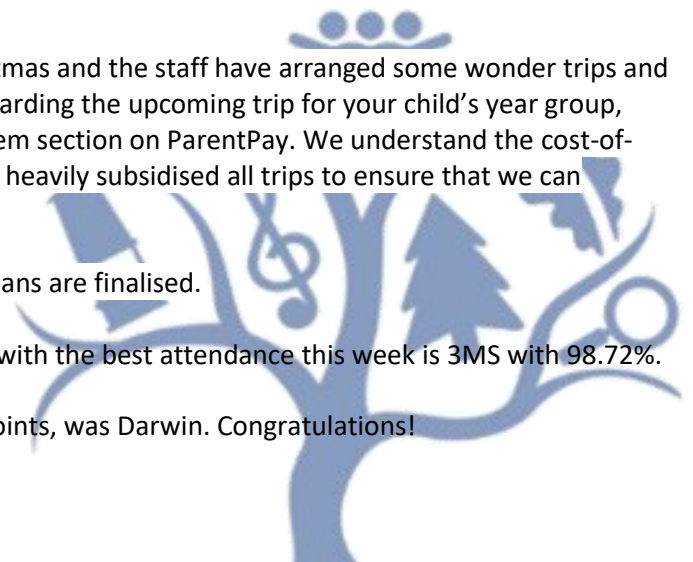 tmas and the staff have arranged some wonder trips and
arding the upcoming trip for your child’s year group,
em section on ParentPay. We understand the cost-of-
heavily subsidised all trips to ensure that we can
ans are finalised.
with the best attendance this week is 3MS with 98.72%.
oints, was Darwin. Congratulations!